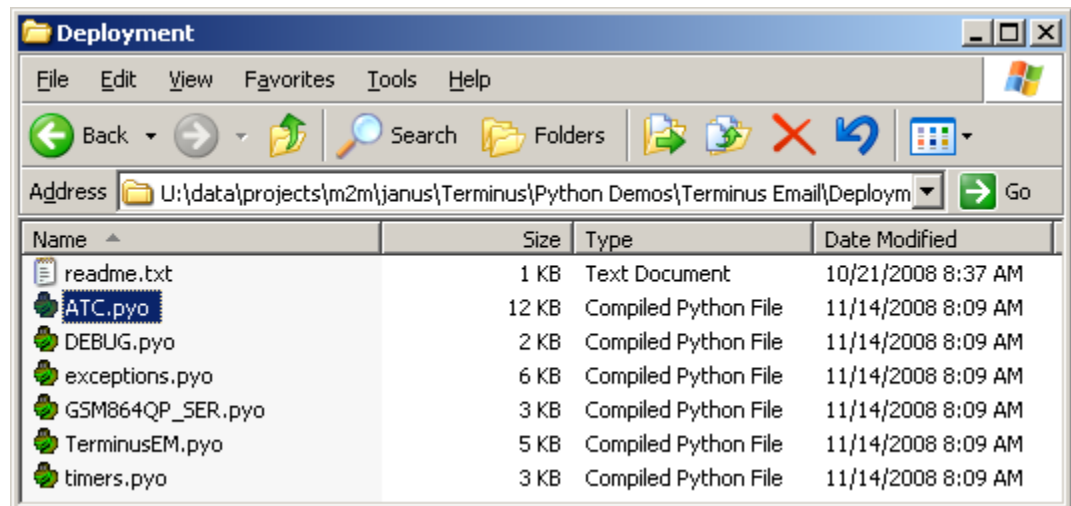 Deployment
File Edit View Favorites Tools Help
Back Search Folders
Address U:\data\projects\m2m\janus\Terminus\Python Demos\Terminus Email\Deploym Go
Name Size Type Date Modified
readme.txt 1 KB Text Document 10/21/2008 8:37 AM
ATC.pyo 12 KB Compiled Python File 11/14/2008 8:09 AM
DEBUG.pyo 2 KB Compiled Python File 11/14/2008 8:09 AM
exceptions.pyo 6 KB Compiled Python File 11/14/2008 8:09 AM
GSM864QP_SER.pyo 3 KB Compiled Python File 11/14/2008 8:09 AM
TerminusEM.pyo 5 KB Compiled Python File 11/14/2008 8:09 AM
timers.pyo 3 KB Compiled Python File 11/14/2008 8:09 AM